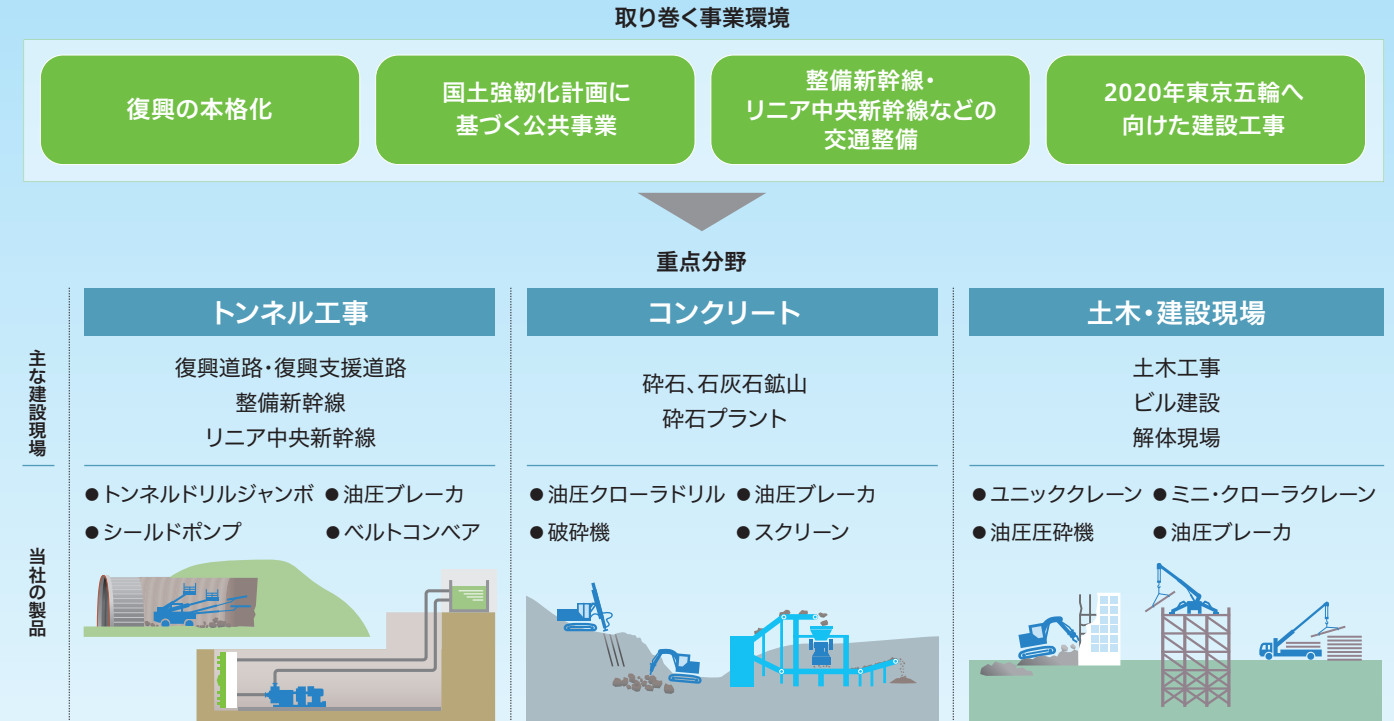 取り巻く事業環境
復興の本格化
国土強靭化計画に
基づく公共事業
整備新幹線・
リニア中央新幹線などの
交通整備
2020年東京五輪へ
向けた建設工事
重点分野
トンネル工事
コンクリート
土木・建設現場
主な建設現場
復興道路・復興支援道路
整備新幹線
リニア中央新幹線
砕石、石灰石鉱山
砕石プラント
土木工事
ビル建設
解体現場
当社の製品
●トンネルドリルジャンボ ●油圧ブレーカ
●シールドポンプ ●ベルトコンベア
●油圧クローラドリル ●油圧ブレーカ
●破砕機 ●スクリーン
●ユニッククレーン ●ミニ・クローラクレーン
●油圧圧砕機 ●油圧ブレーカ